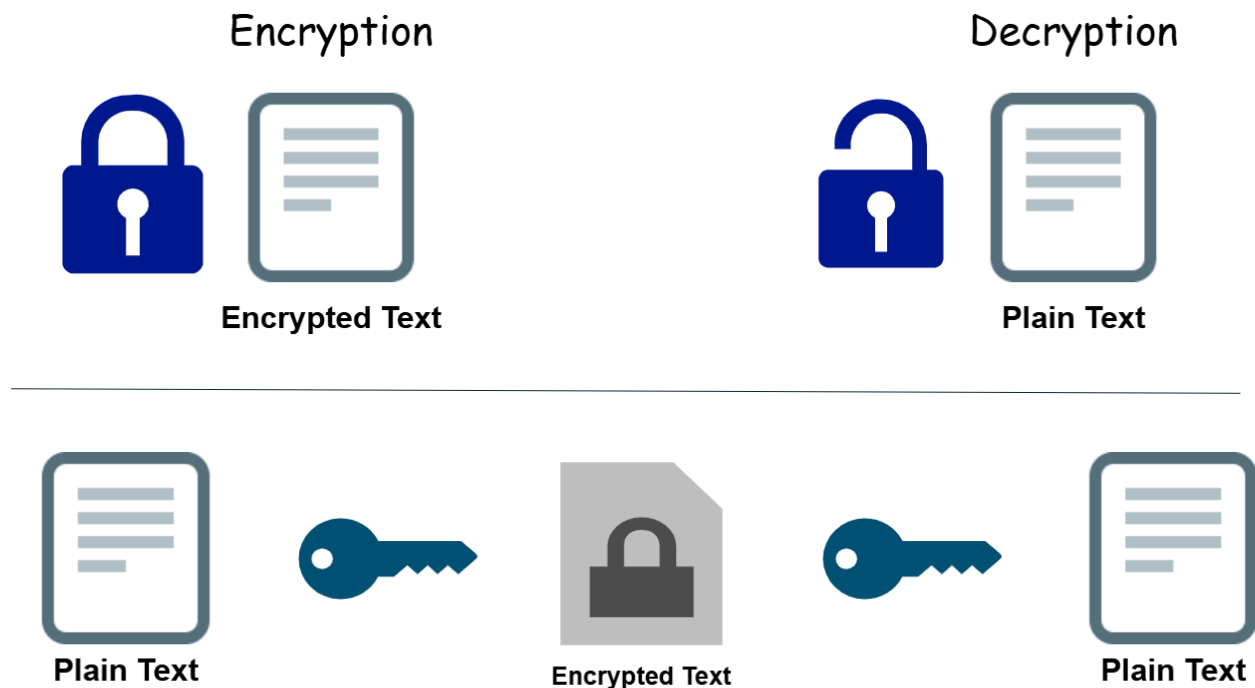 Encryption
Decryption
Encrypted Text
Plain Text
Plain Text
Encrypted Text
Plain Text